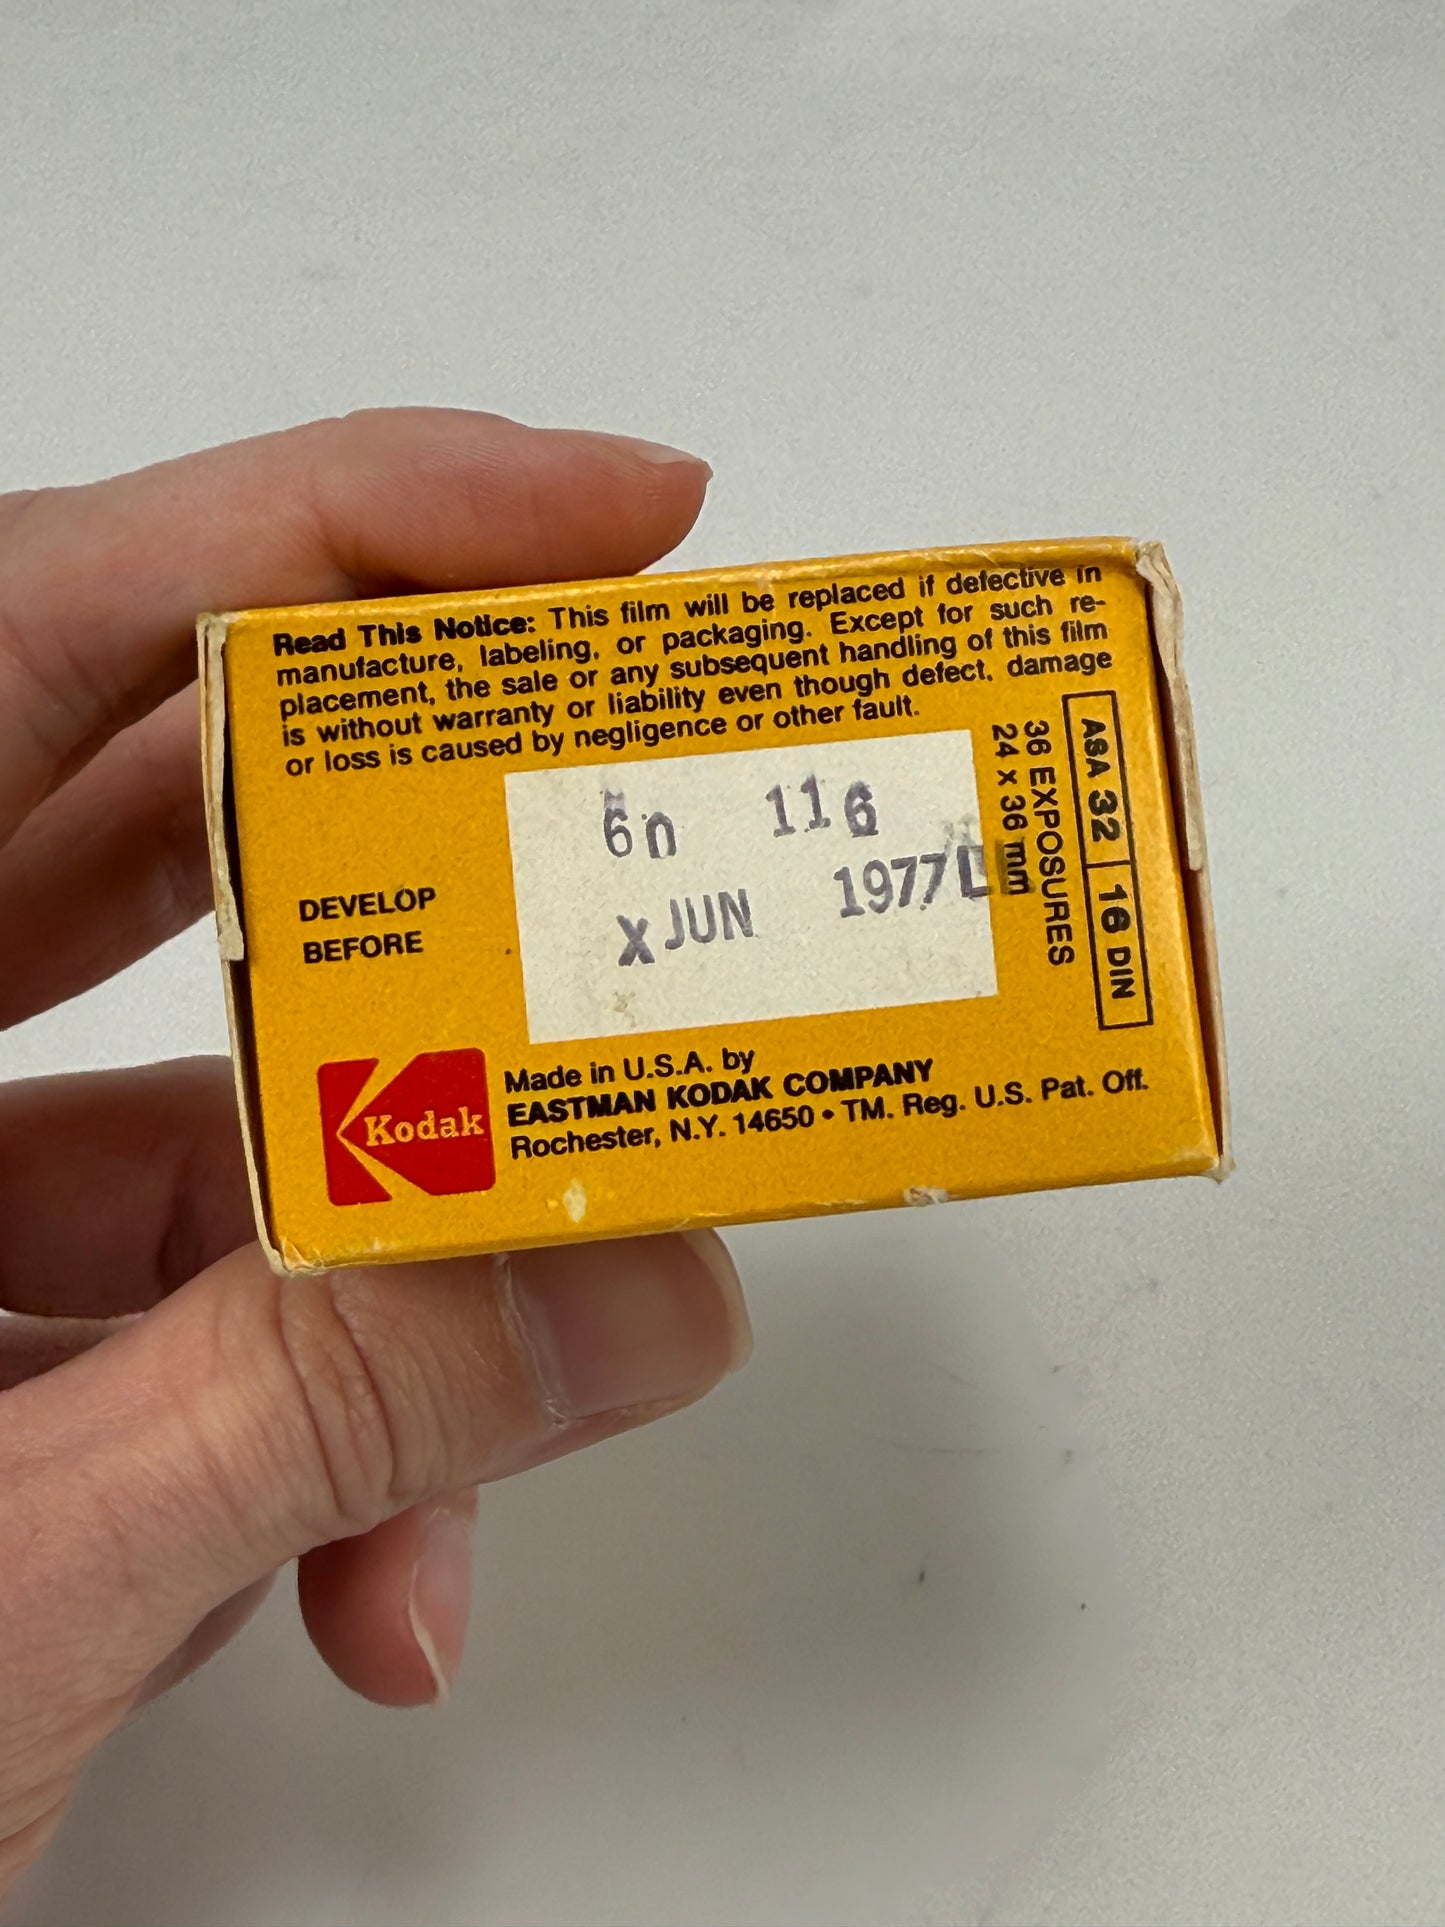 Read This Notice: This film will be replaced if defective in
manufacture, labeling, or packaging. Except for such re-
placement, the sale or any subsequent handling of this film
is without warranty or liability even though defect, damage
or loss is caused by negligence or other fault.
6n 116
X JUN 1977
DEVELOP
BEFORE
ASA 32 | 16 DIN
36 EXPOSURES
24 x 36 mm
Kodak
Made in U.S.A. by
EASTMAN KODAK COMPANY
Rochester, N.Y. 14650 • TM. Reg. U.S. Pat. Off.